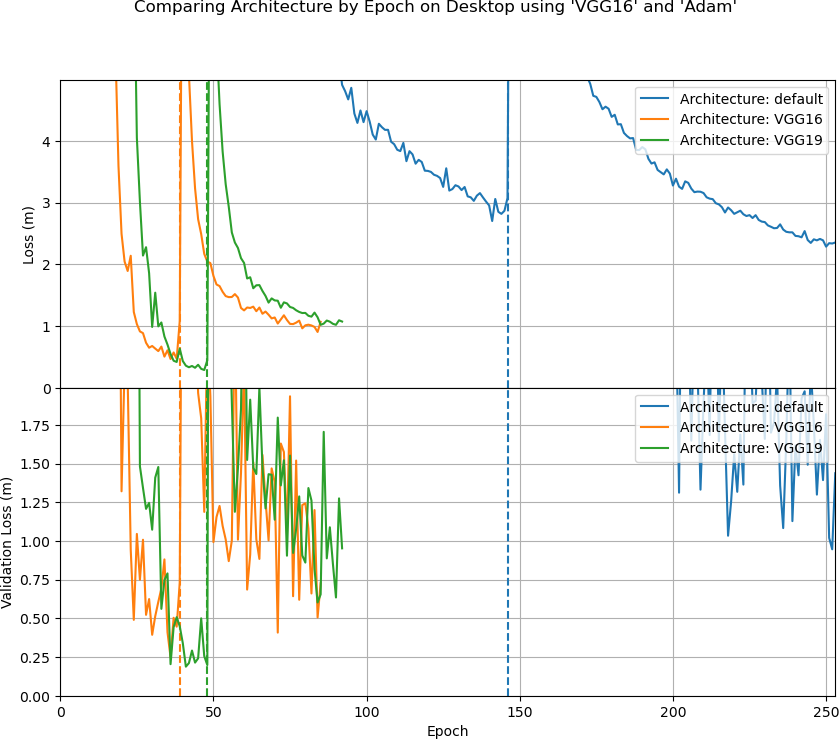 Comparing Architecture by Epoch on Desktop using 'VGG16' and 'Adam'
Architecture: default
Architecture: VGG16
Architecture: VGG19
4
3
2
1
0
Loss (m)
Architecture: default
Architecture: VGG16
Architecture: VGG19
1.75
1.50
1.25
1.00
0.75
0.50
0.25
0.00
Validation Loss (m)
0
50
100
150
200
250
Epoch